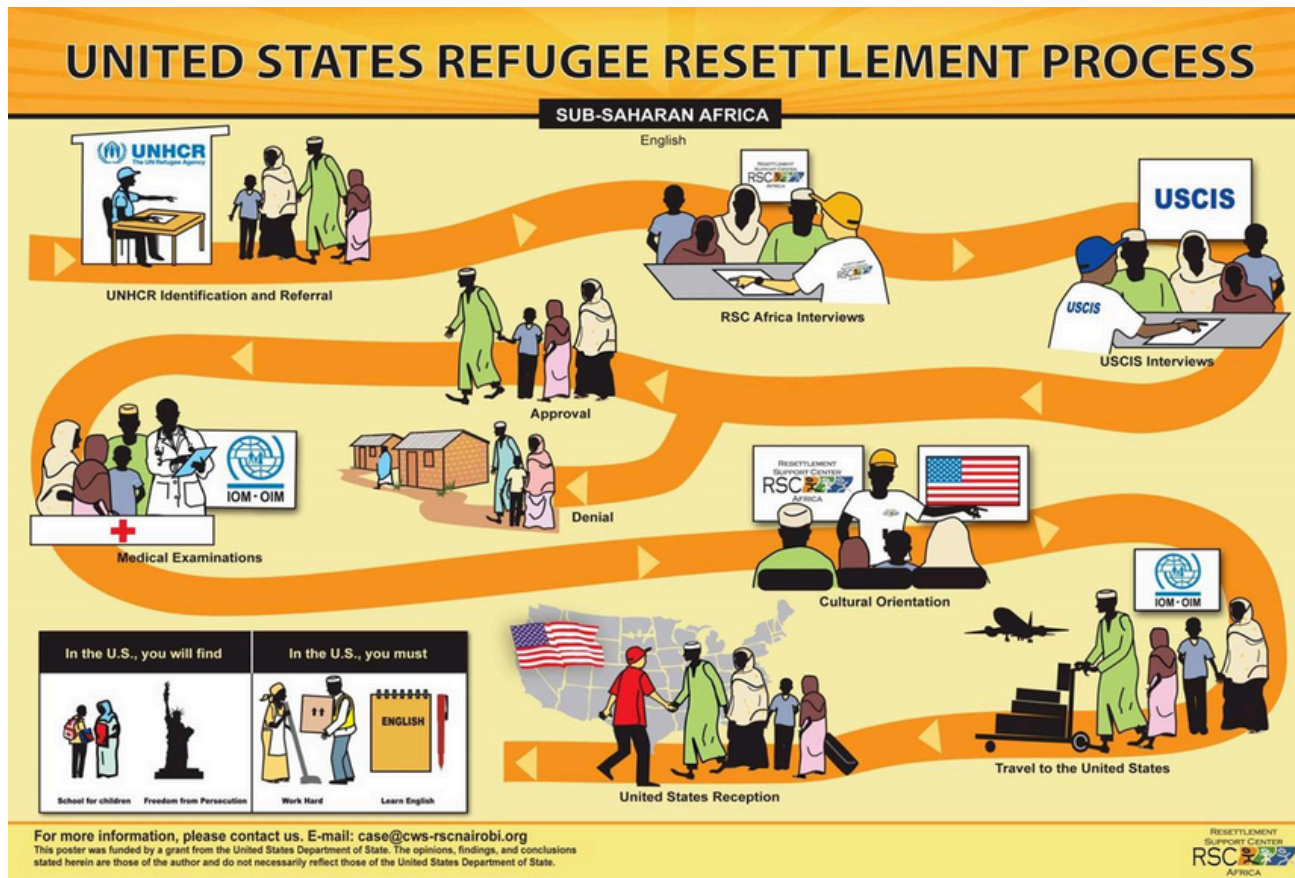 UNITED STATES REFUGEE RESETTLEMENT PROCESS
SUB-SAHARAN AFRICA
English
UNHCR
The UN Refugee Agency
UNHCR Identification and Referral
RESETTLEMENT
SUPPORT CENTER
RSC
AFRICA
RSC Africa Interviews
USCIS
USCIS
USCIS Interviews
Approval
Denial
IOM • OIM
Medical Examinations
RESETTLEMENT
SUPPORT CENTER
RSC
AFRICA
Cultural Orientation
IOM • OIM
Travel to the United States
United States Reception
In the U.S., you will find
School for children
Freedom from Persecution
In the U.S., you must
Work Hard
ENGLISH
Learn English
For more information, please contact us. E-mail: case@cws-rscnairobi.org
This poster was funded by a grant from the United States Department of State. The opinions, findings, and conclusions
stated herein are those of the author and do not necessarily reflect those of the United States Department of State.
RESETTLEMENT
SUPPORT CENTER
RSC
AFRICA